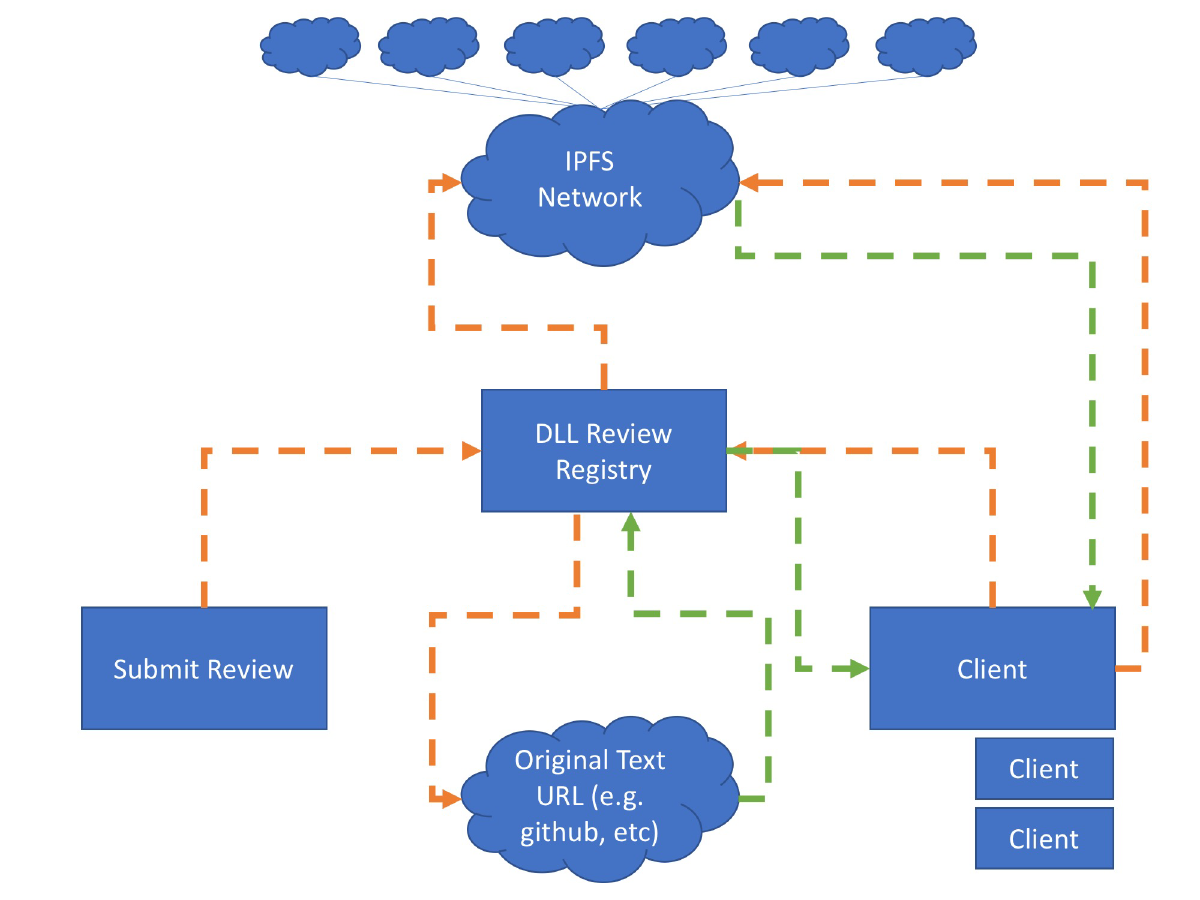 IPFS
Network
DLL Review
Registry
Submit Review
Client
Original Text
URL (e.g.
github, etc)
Client
Client